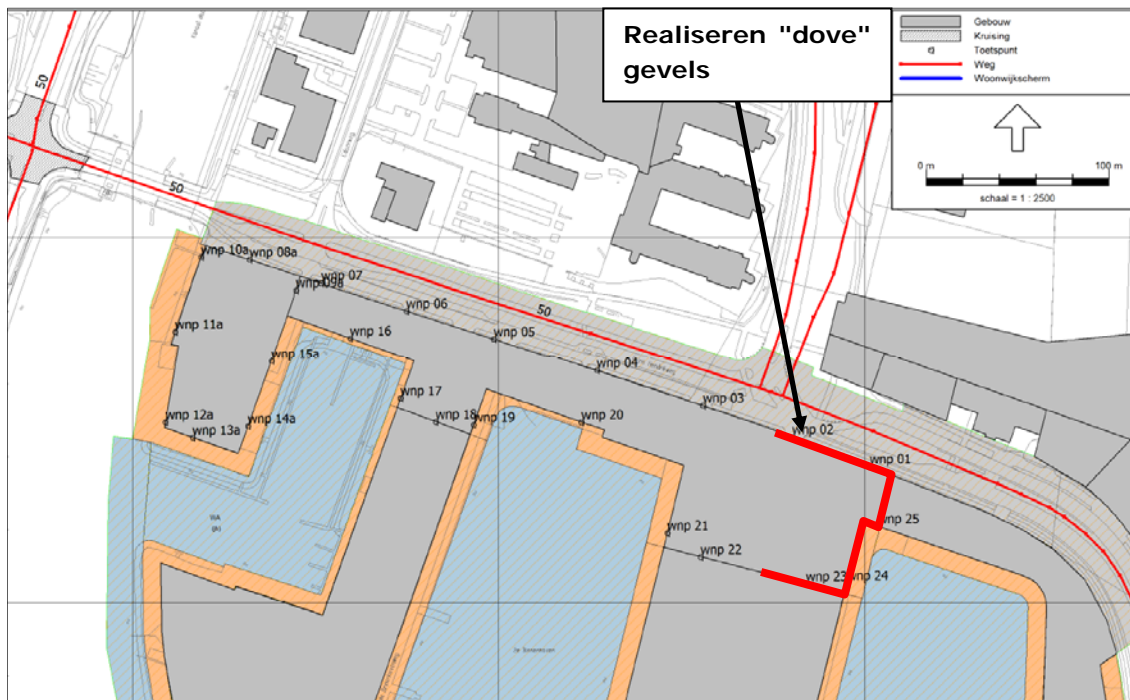 Realiseren "dove"
gevels
Gebouw
Kruising
Toetspunt
Weg
Woonwijkscherm
0 m
100 m
schaal = 1 : 2500
50
50
50
wnp 10a
wnp 08a
wnp 07
wnp 06
wnp 05
wnp 04
wnp 03
wnp 02
wnp 01
wnp 11a
wnp 15a
wnp 16
wnp 17
wnp 18
wnp 19
wnp 20
wnp 12a
wnp 13a
wnp 14a
wnp 21
wnp 22
wnp 23
wnp 24
wnp 25